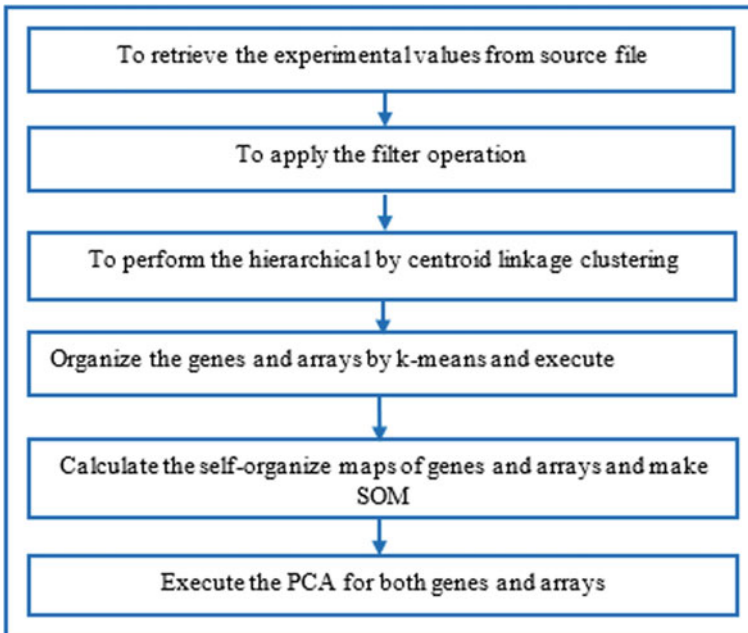 To retrieve the experimental values from source file
To apply the filter operation
To perform the hierarchical by centroid linkage clustering
Organize the genes and arrays by k-means and execute
Calculate the self-organize maps of genes and arrays and make
SOM
Execute the PCA for both genes and arrays